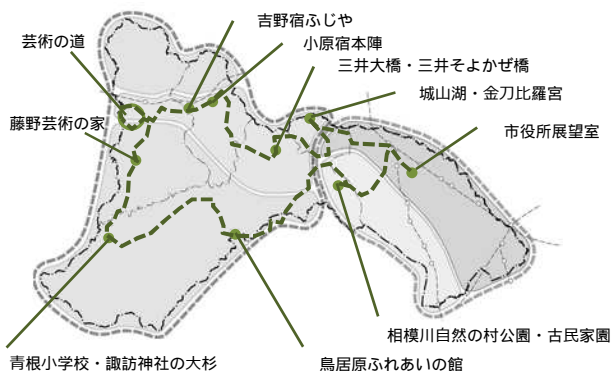 吉野宿ふじや
芸術の道
小原宿本陣
三井大橋・三井そよかぜ橋
城山湖・金刀比羅宮
藤野芸術の家
市役所展望室
相模川自然の村公園・古民家園
青根小学校・諏訪神社の大杉
鳥居原ふれあいの館